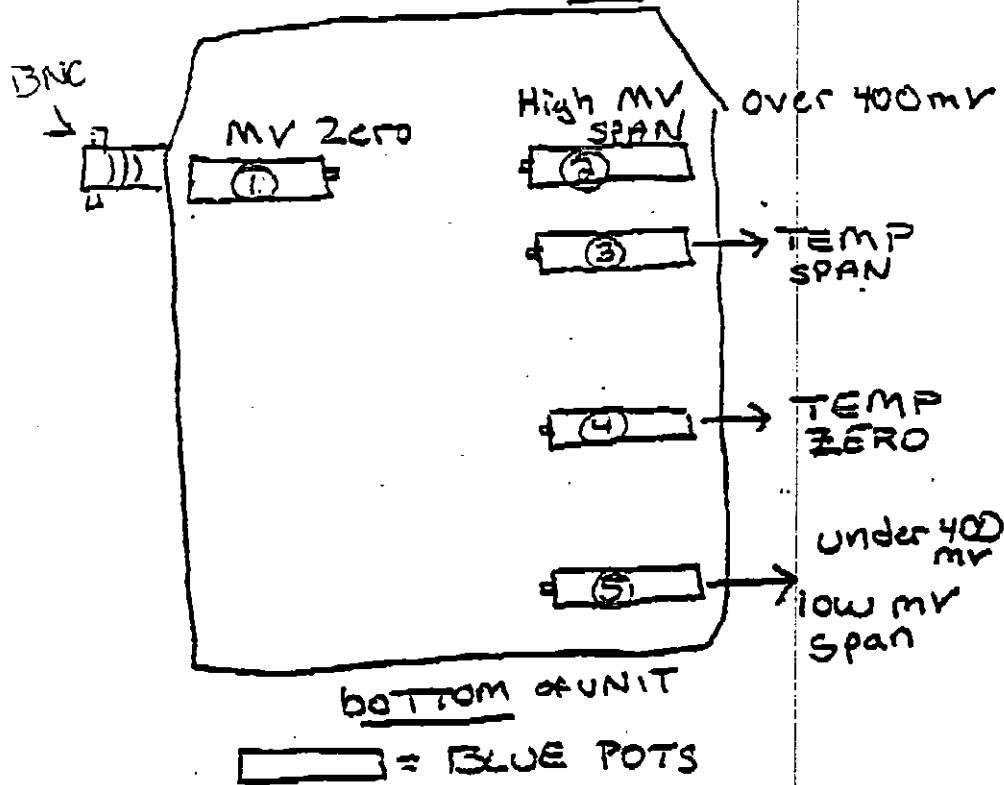 BNC
MV Zero
1
High MV
SPAN
over 400mv
2
3
TEMP
SPAN
4
TEMP
ZERO
5
under 400
mv
low mv
span
bottom of UNIT
= BLUE POTS